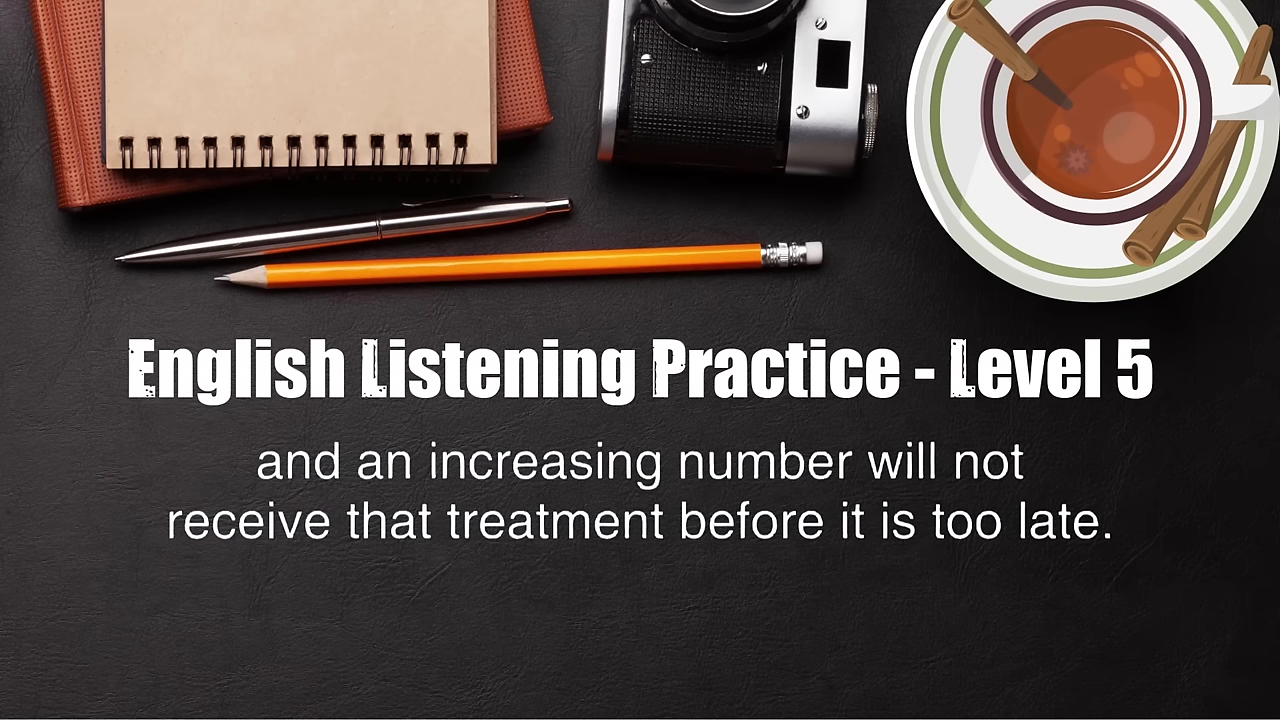 English Listening Practice - Level 5
and an increasing number will not
receive that treatment before it is too late.